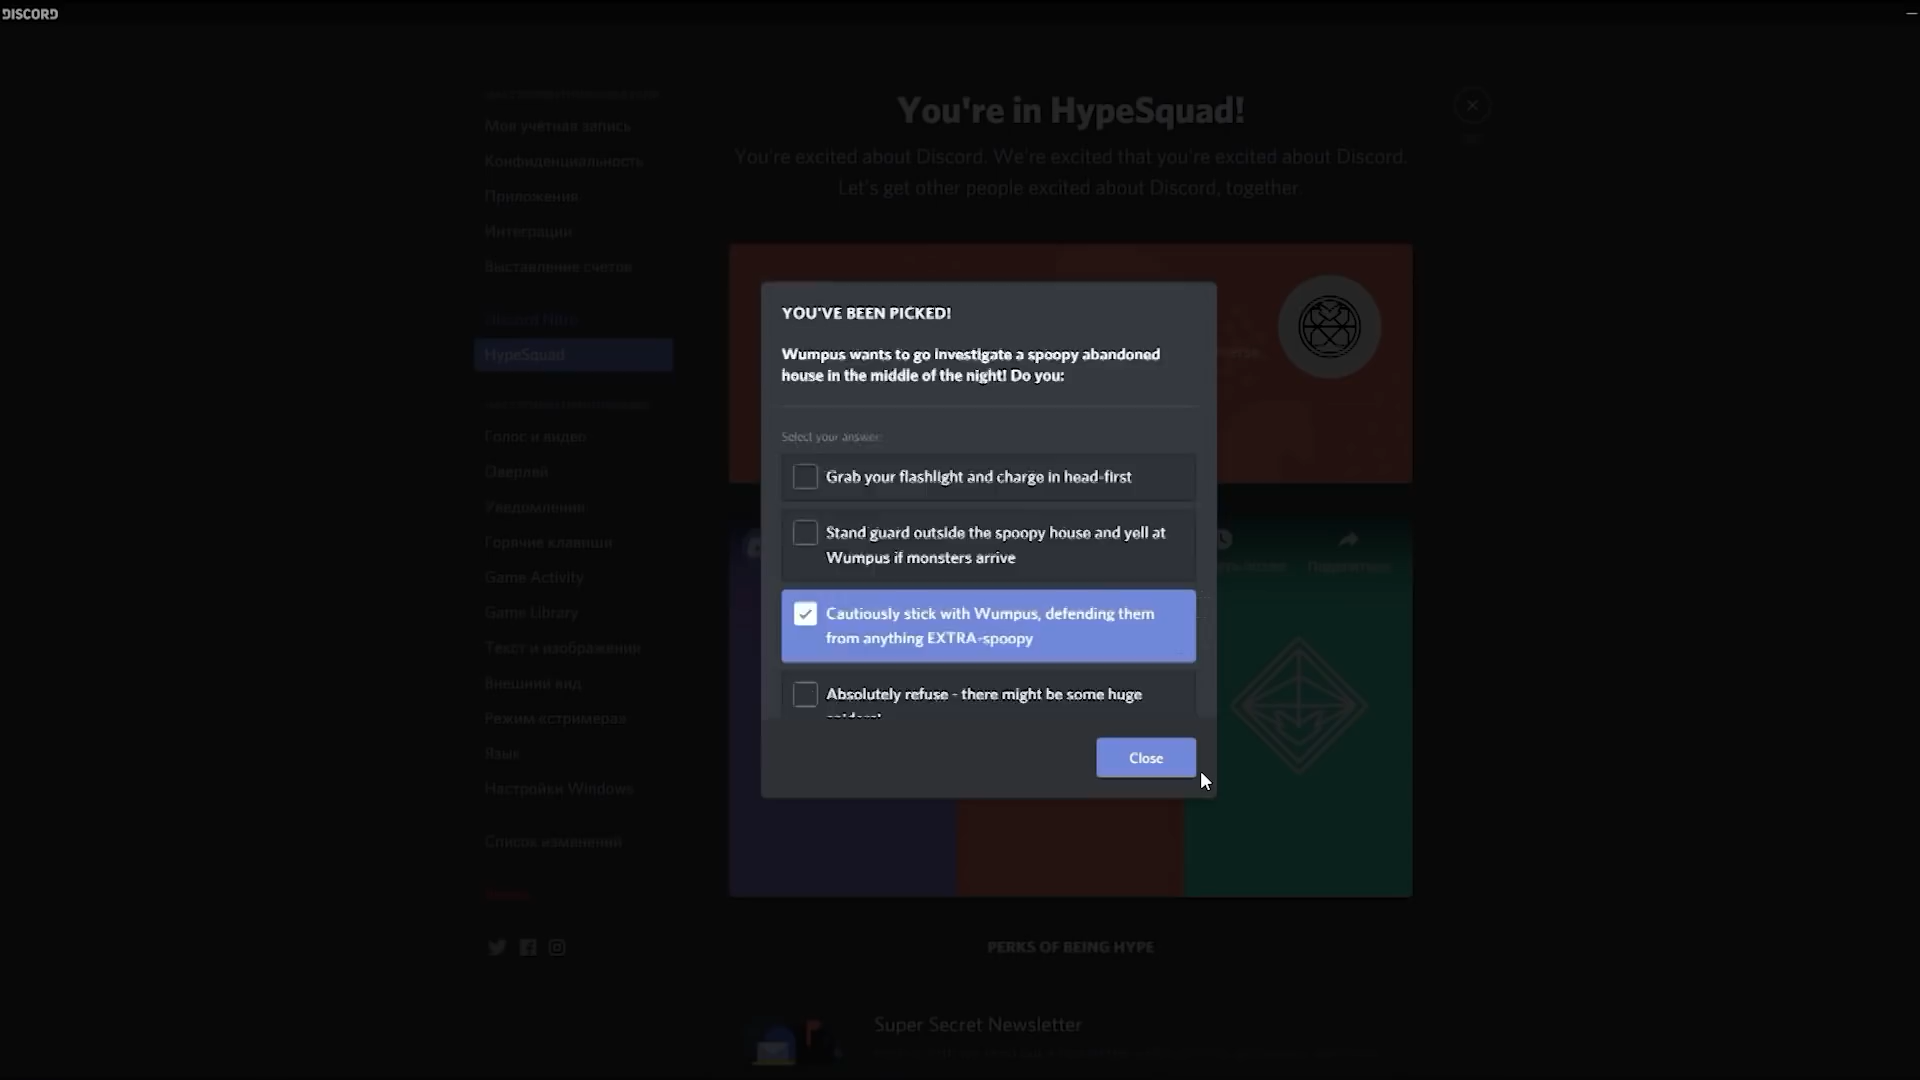 DISCORD
Моя учётная запись
Конфиденциальность
Приложения
Интеграции
Выставление счетов
Discord Nitro
HypeSquad
Голос и видео
Оверлей
Уведомления
Горячие клавиши
Game Activity
Game Library
Текст и изображения
Внешний вид
Режим «стримера»
Язык
Настройки Windows
Список изменений
You're in HypeSquad!
You're excited about Discord. We're excited that you're excited about Discord.
Let's get other people excited about Discord, together.
YOU'VE BEEN PICKED!
Wumpus wants to go investigate a spoopy abandoned
house in the middle of the night! Do you:
Select your answer:
Grab your flashlight and charge in head-first
Stand guard outside the spoopy house and yell at
Wumpus if monsters arrive
Cautiously stick with Wumpus, defending them
from anything EXTRA-spoopy
Absolutely refuse - there might be some huge
Close
Поделиться
PERKS OF BEING HYPE
Super Secret Newsletter